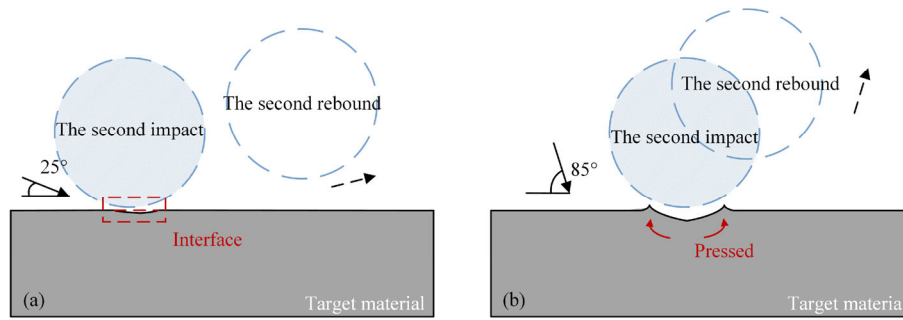 The second rebound
The second impact
25°
Interface
(a)
Target material
The second rebound
The second impact
85°
Pressed
(b)
Target material